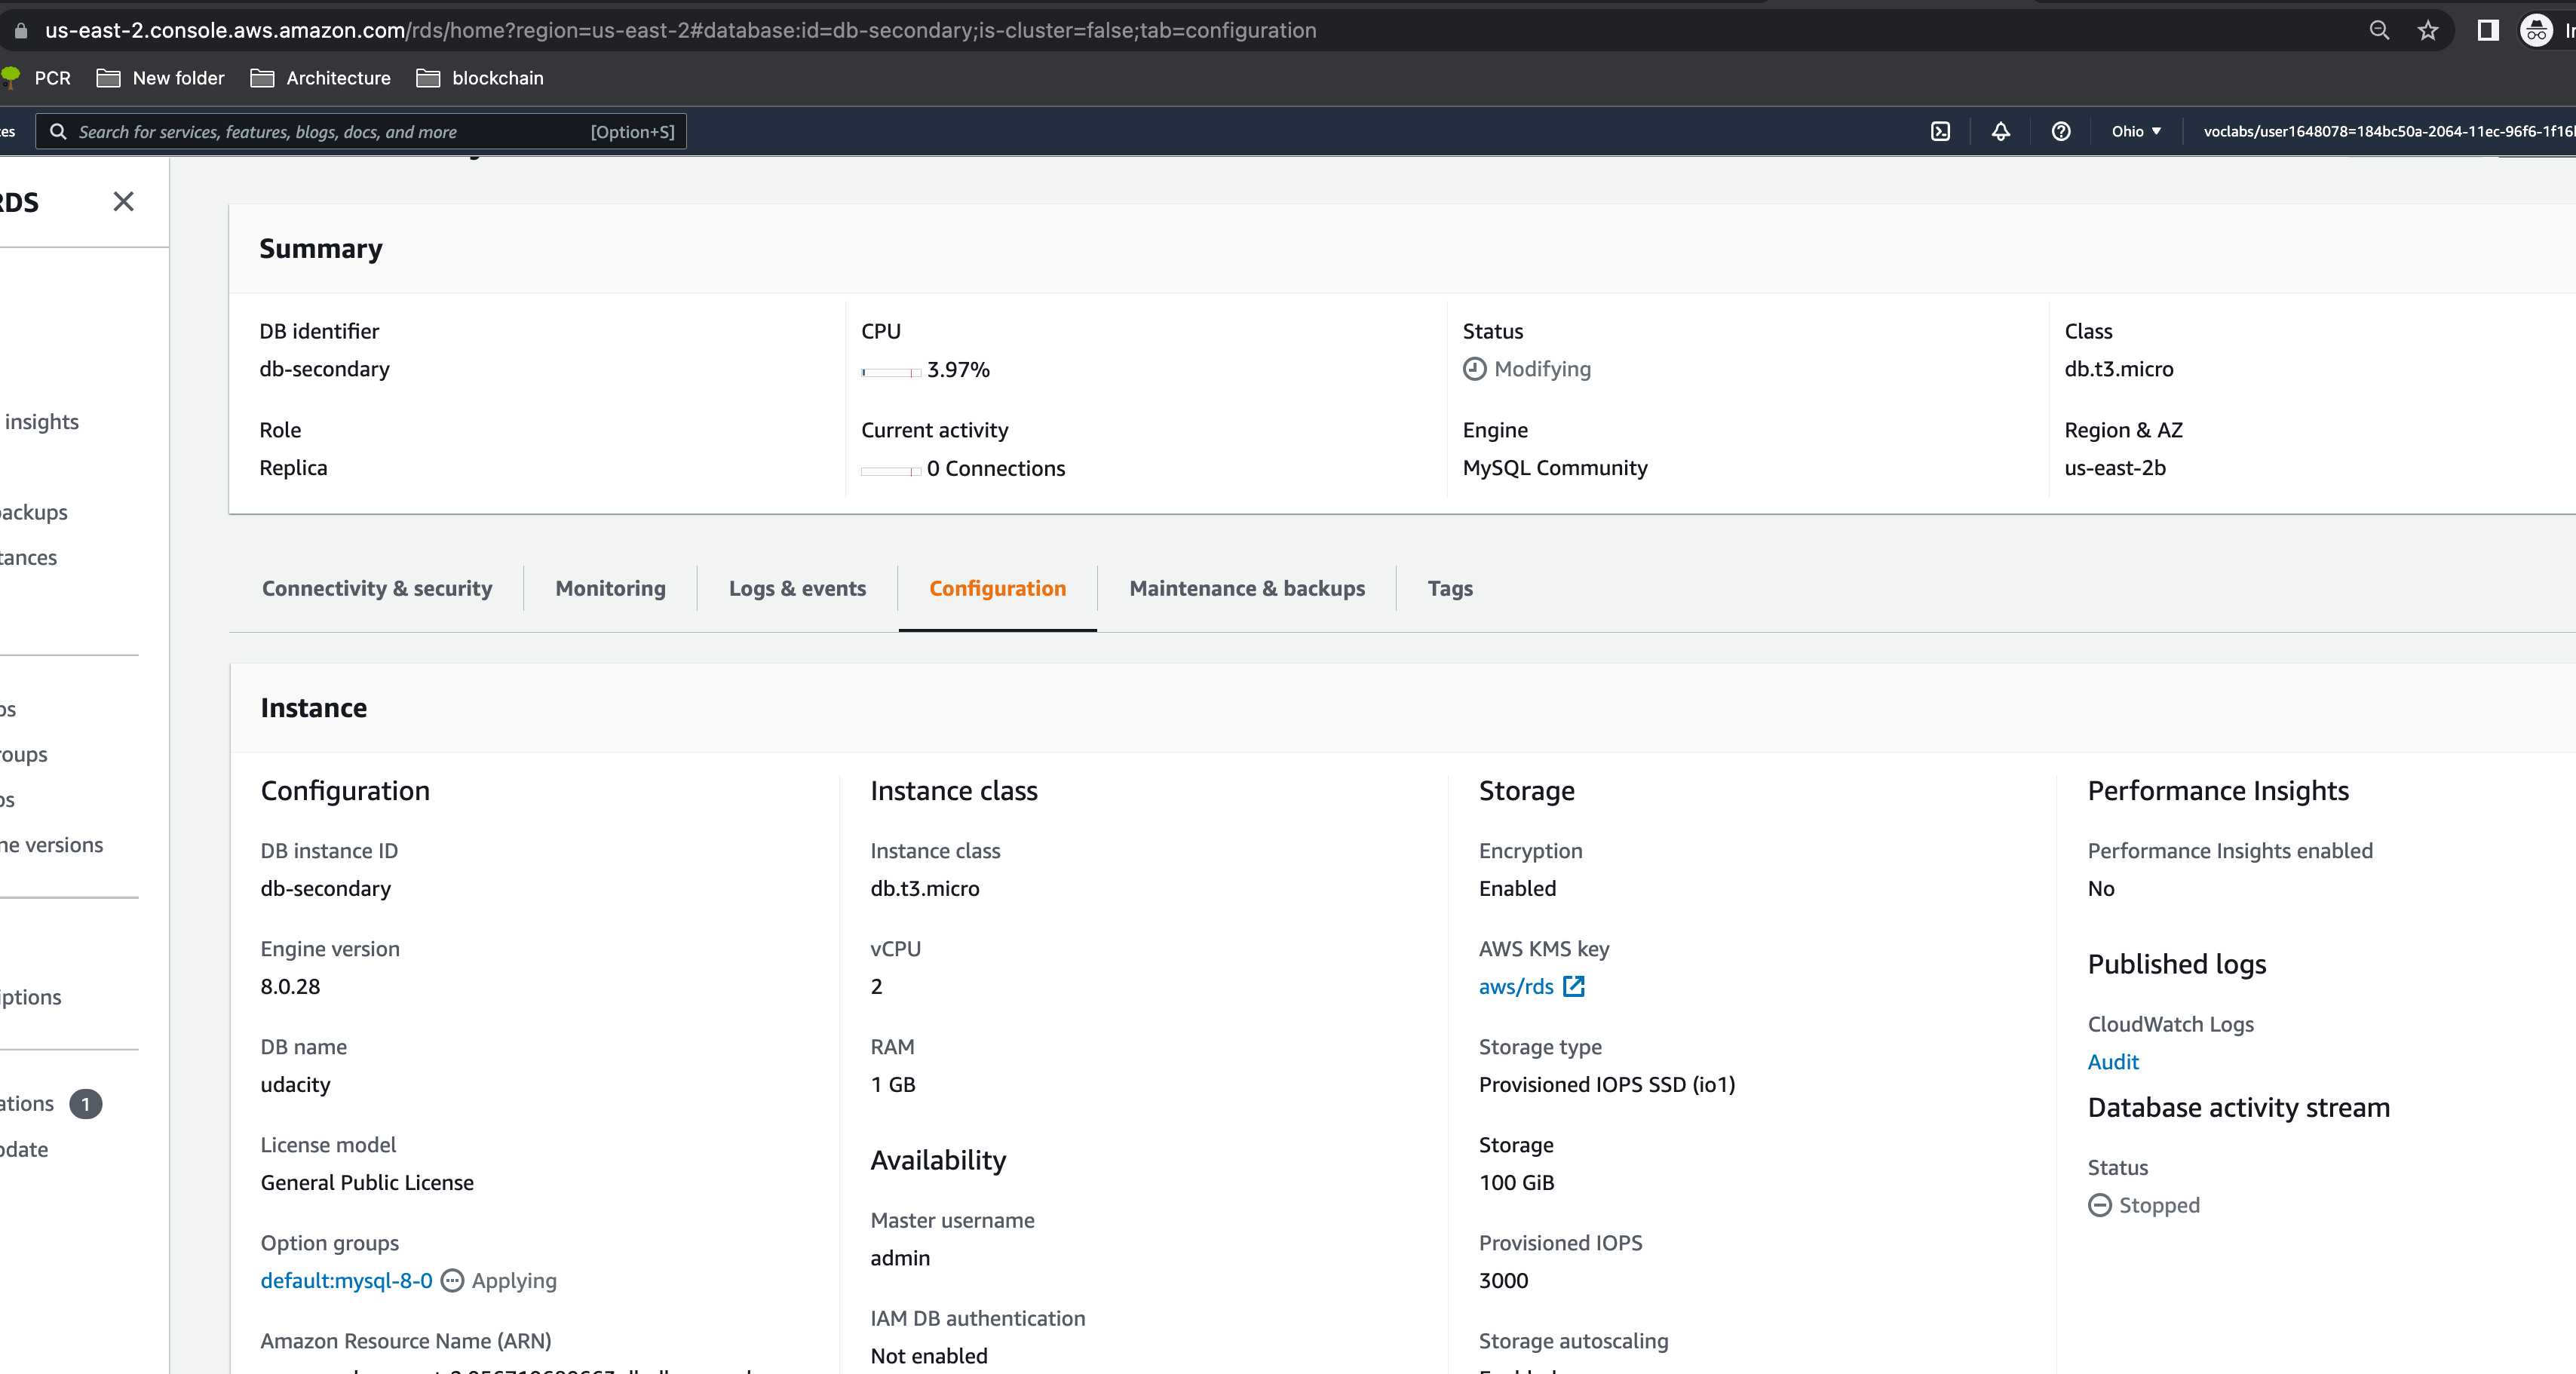 us-east-2.console.aws.amazon.com/rds/home?region=us-east-2#database:id=db-secondary;is-cluster=false;tab=configuration
PCR New folder Architecture blockchain
Search for services, features, blogs, docs, and more [Option+S] Ohio voclabs/user1648078=184bc50a-2064-11ec-96f6-1f16
RDS
Summary
DB identifier CPU Status Class
db-secondary 3.97% Modifying db.t3.micro
insights
Role Current activity Engine Region & AZ
Replica 0 Connections MySQL Community us-east-2b
backups
tances
Connectivity & security Monitoring Logs & events Configuration Maintenance & backups Tags
Instance
roups
ne versions
iptions
ations 1
pdate
Configuration
DB instance ID
db-secondary
Engine version
8.0.28
DB name
udacity
License model
General Public License
Option groups
default:mysql-8-0 Applying
Amazon Resource Name (ARN)
Instance class
Instance class
db.t3.micro
vCPU
2
RAM
1 GB
Availability
Master username
admin
IAM DB authentication
Not enabled
Storage
Encryption
Enabled
AWS KMS key
aws/rds
Storage type
Provisioned IOPS SSD (io1)
Storage
100 GiB
Provisioned IOPS
3000
Storage autoscaling
Performance Insights
Performance Insights enabled
No
Published logs
CloudWatch Logs
Audit
Database activity stream
Status
Stopped